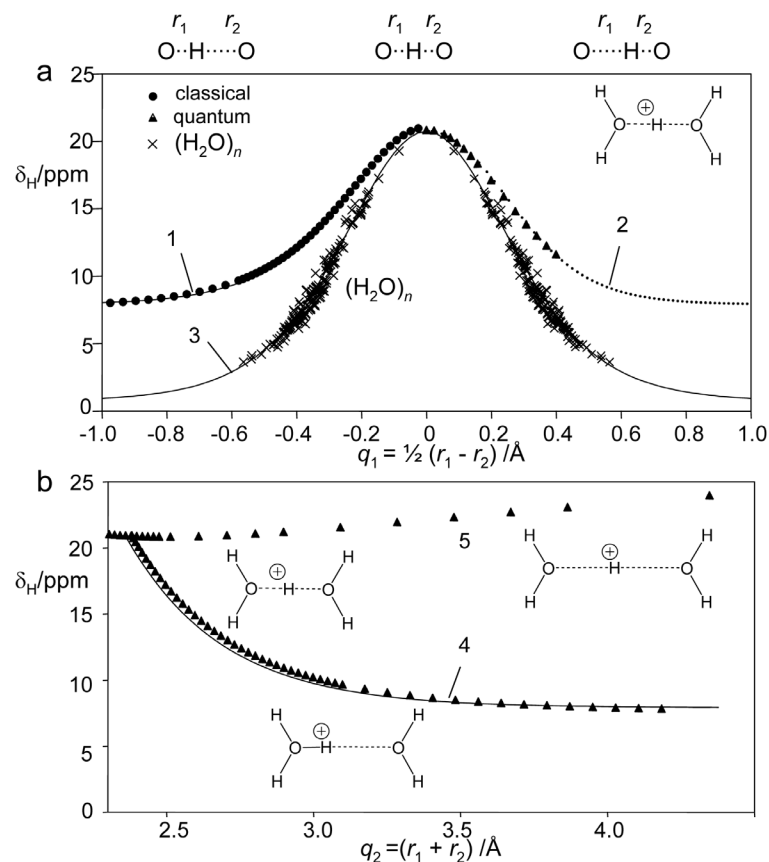 r₁ r₂ r₁ r₂ r₁ r₂
O··H·····O O··H··O O·····H··O
a
25
20
15
10
5
0
δH/ppm
● classical
▲ quantum
× (H₂O)n
H H
⊕
O H O
H H
1
2
(H₂O)n
3
-1.0 -0.8 -0.6 -0.4 -0.2 0 0.2 0.4 0.6 0.8 1.0
q₁ = ½ (r₁ - r₂) /Å
b
25
20
15
10
5
0
δH/ppm
5
H H
⊕
O H O
H H
H H
⊕
O H O
H H
4
H H
⊕
O H O
H H
2.5 3.0 3.5 4.0
q₂ =(r₁ + r₂)/Å